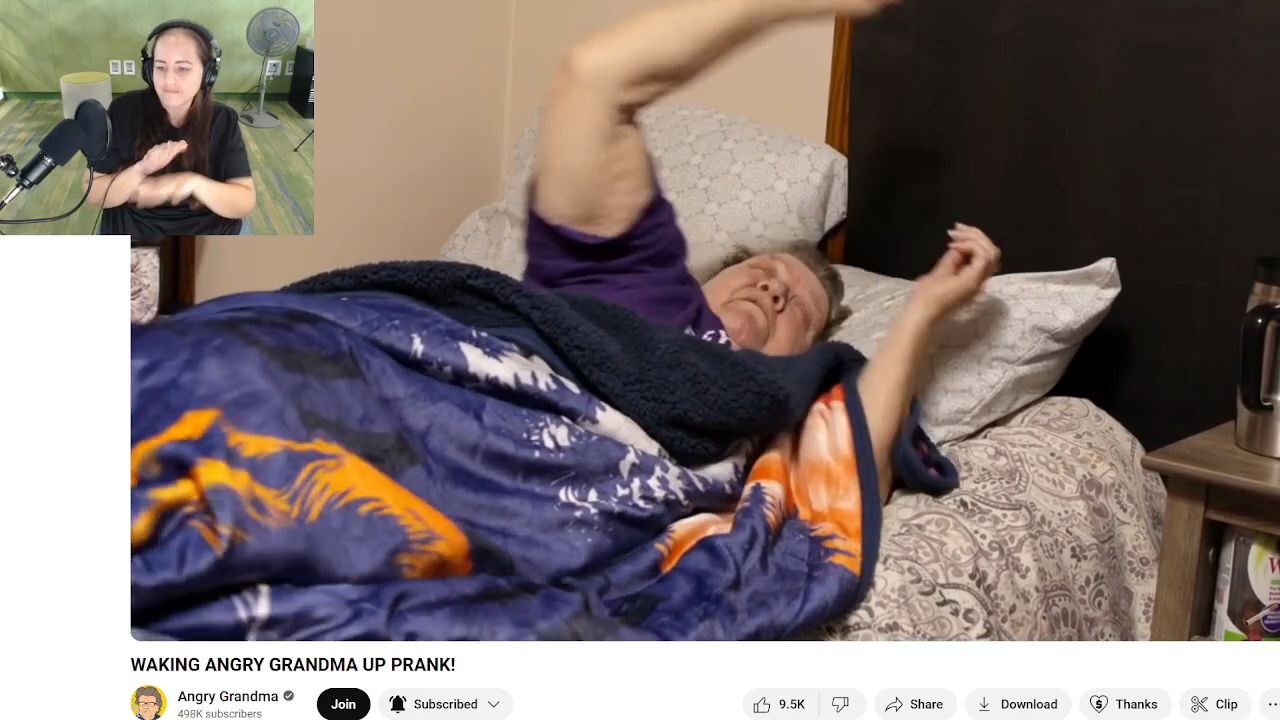 WAKING ANGRY GRANDMA UP PRANK!
Angry Grandma
498K subscribers
Join
Subscribed
9.5K
Share
Download
Thanks
Clip